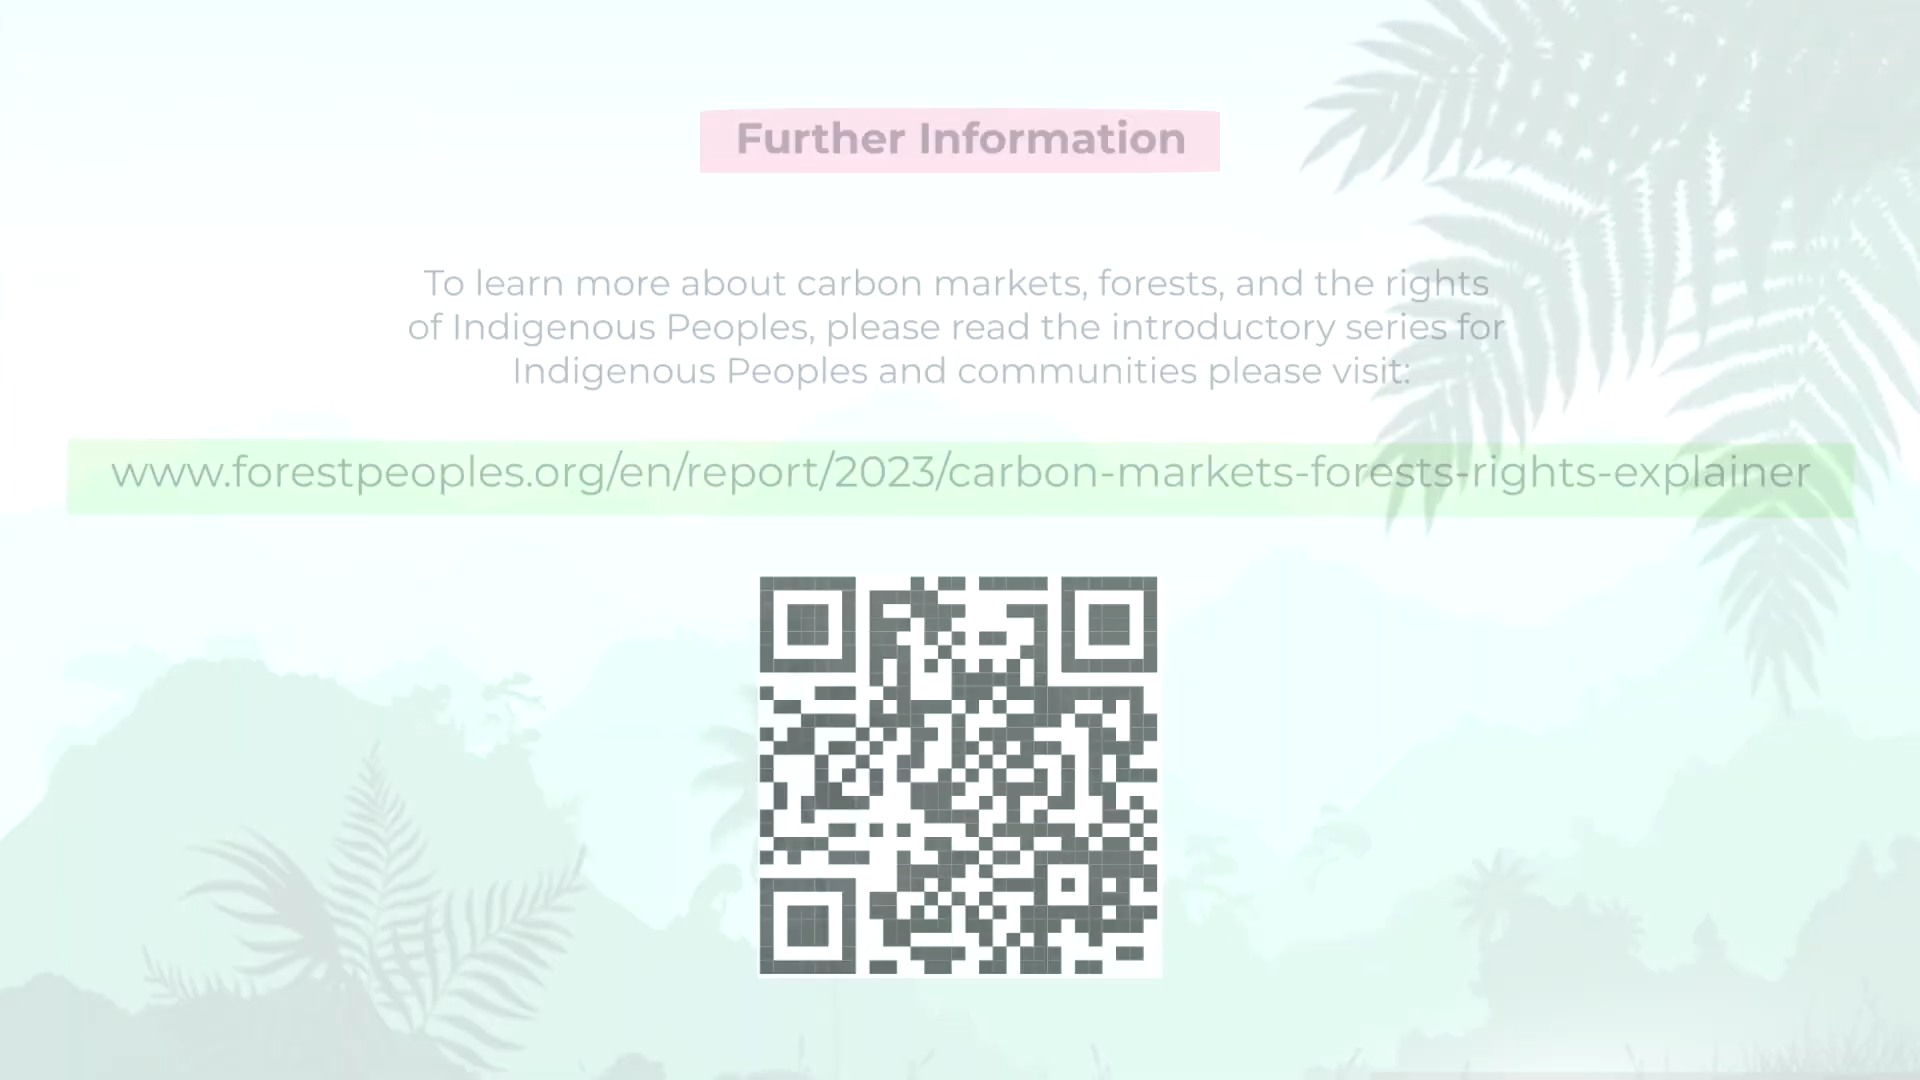 Further Information
To learn more about carbon markets, forests, and the rights
of Indigenous Peoples, please read the introductory series for
Indigenous Peoples and communities please visit:
www.forestpeoples.org/en/report/2023/carbon-markets-forests-rights-explainer